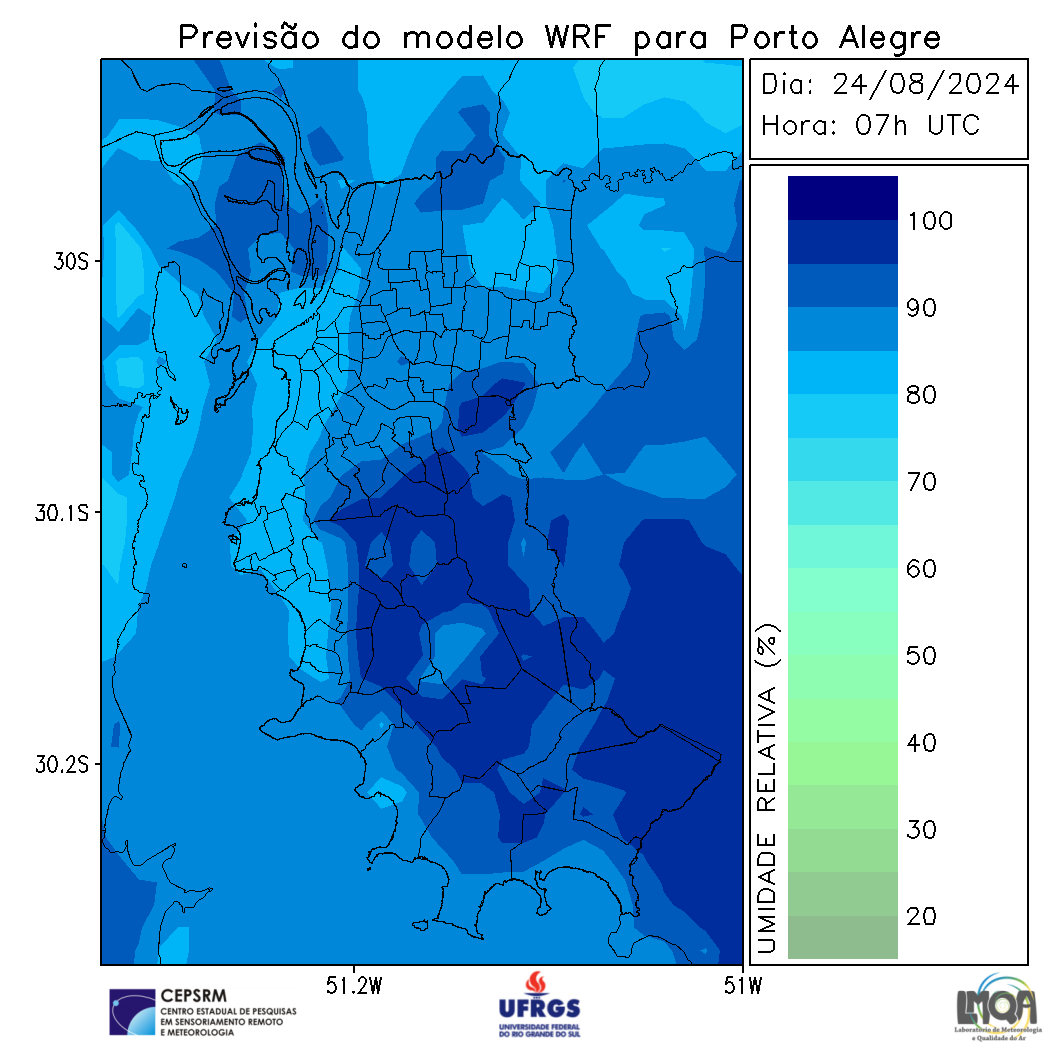 Previsão do modelo WRF para Porto Alegre
Dia: 24/08/2024
Hora: 07h UTC
30S
30.1S
30.2S
51.2W
51W
100
90
80
70
60
50
40
30
20
UMIDADE RELATIVA (%)
CEPSRM
CENTRO ESTADUAL DE PESQUISAS
EM SENSORIAMENTO REMOTO
E METEOROLOGIA
UFRGS
UNIVERSIDADE FEDERAL
DO RIO GRANDE DO SUL
LMQA
Laboratório de Meteorologia
e Qualidade do Ar